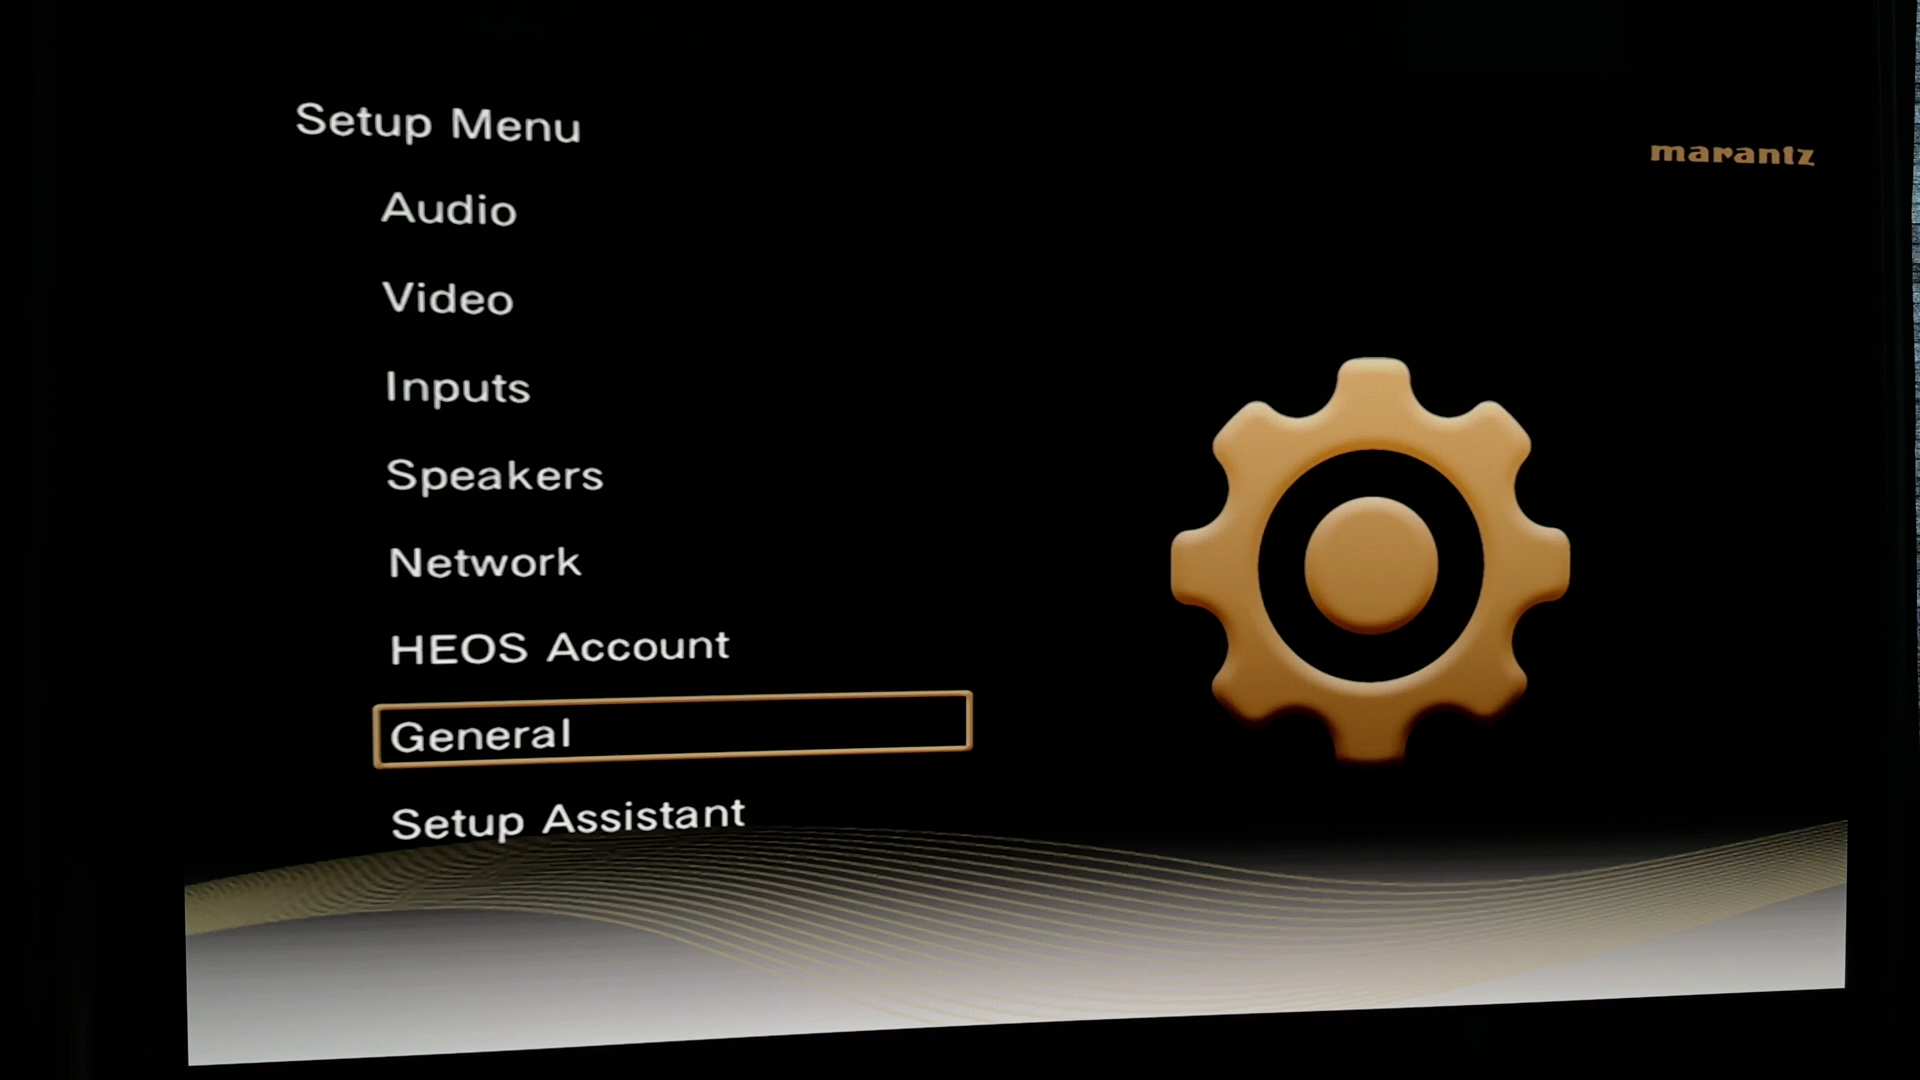 Setup Menu
marantz
Audio
Video
Inputs
Speakers
Network
HEOS Account
General
Setup Assistant